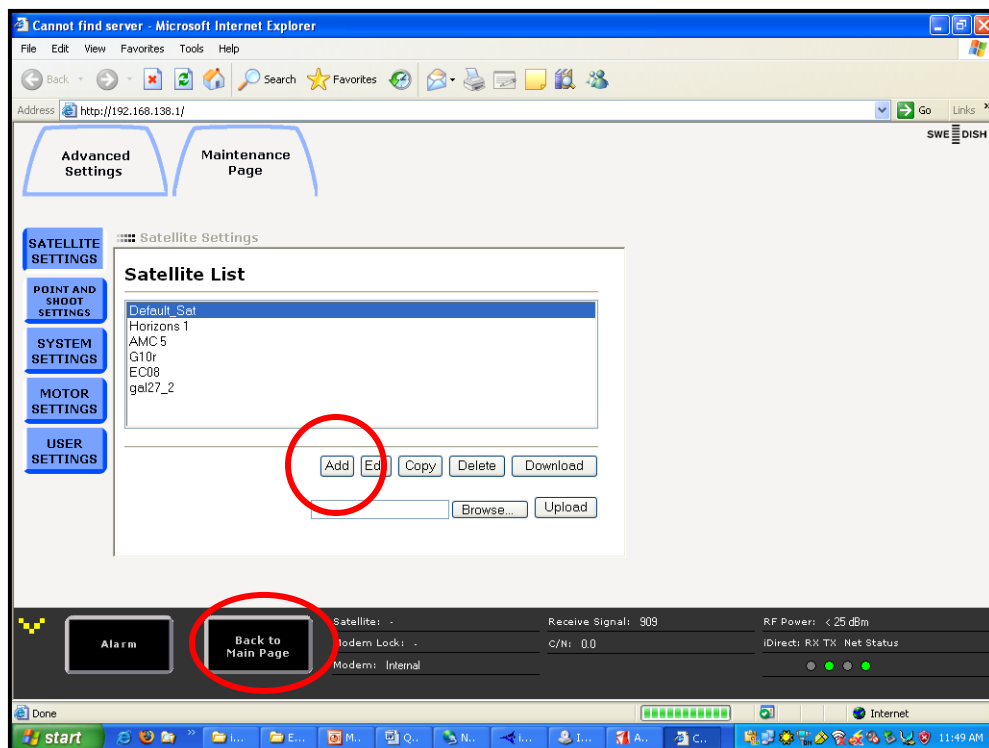 Cannot find server - Microsoft Internet Explorer
File Edit View Favorites Tools Help
Back Search Favorites
Address http://192.168.138.1/ Go Links »
SWE DISH
Advanced Settings
Maintenance Page
SATELLITE SETTINGS
Satellite Settings
POINT AND SHOOT SETTINGS
SYSTEM SETTINGS
MOTOR SETTINGS
USER SETTINGS
Satellite List
Default_Sat
Horizons 1
AMC 5
G10r
EC08
gal27_2
Add Edit Copy Delete Download
Browse... Upload
Alarm
Back to Main Page
Satellite: - Receive Signal: 909 RF Power: < 25 dBm
Modem Lock: - C/N: 0.0 iDirect: RX TX Net Status
Modem: Internal
Done Internet
start » i... E... M... Q... N... i... I... A... C... 11:49 AM